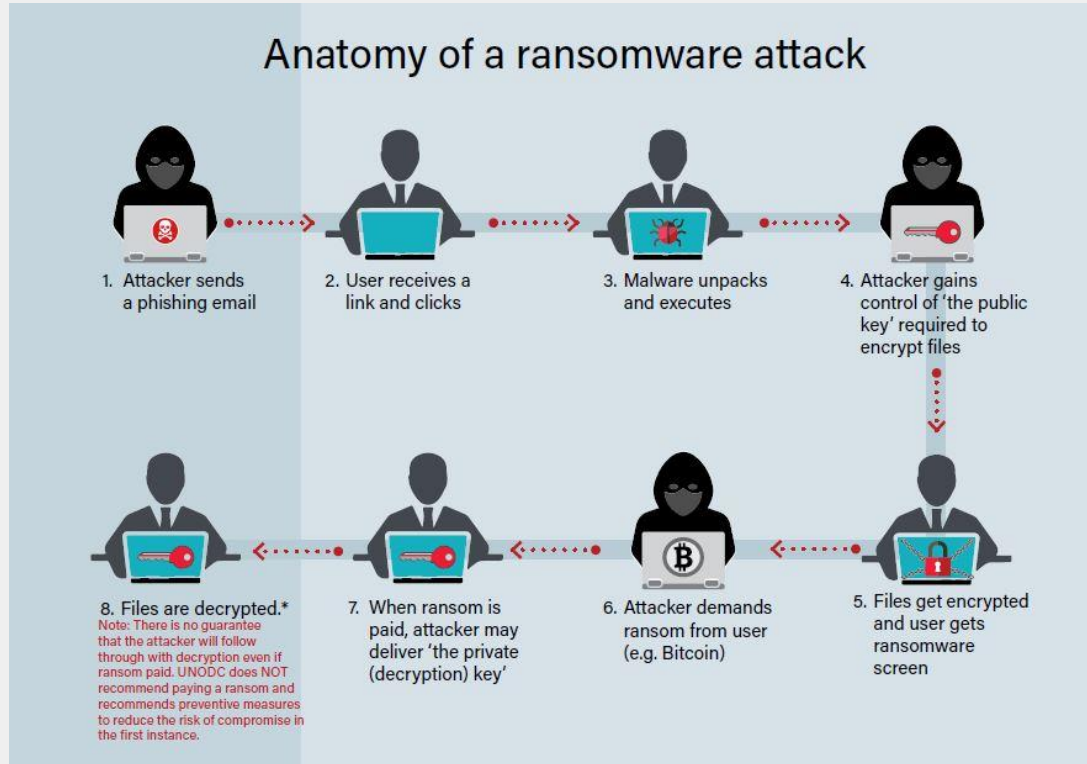 Anatomy of a ransomware attack
1. Attacker sends
a phishing email
2. User receives a
link and clicks
3. Malware unpacks
and executes
4. Attacker gains
control of ‘the public
key’ required to
encrypt files
5. Files get encrypted
and user gets
ransomware
screen
6. Attacker demands
ransom from user
(e.g. Bitcoin)
7. When ransom is
paid, attacker may
deliver ‘the private
(decryption) key’
8. Files are decrypted.*
Note: There is no guarantee
that the attacker will follow
through with decryption even if
ransom paid. UNODC does NOT
recommend paying a ransom and
recommends preventive measures
to reduce the risk of compromise in
the first instance.